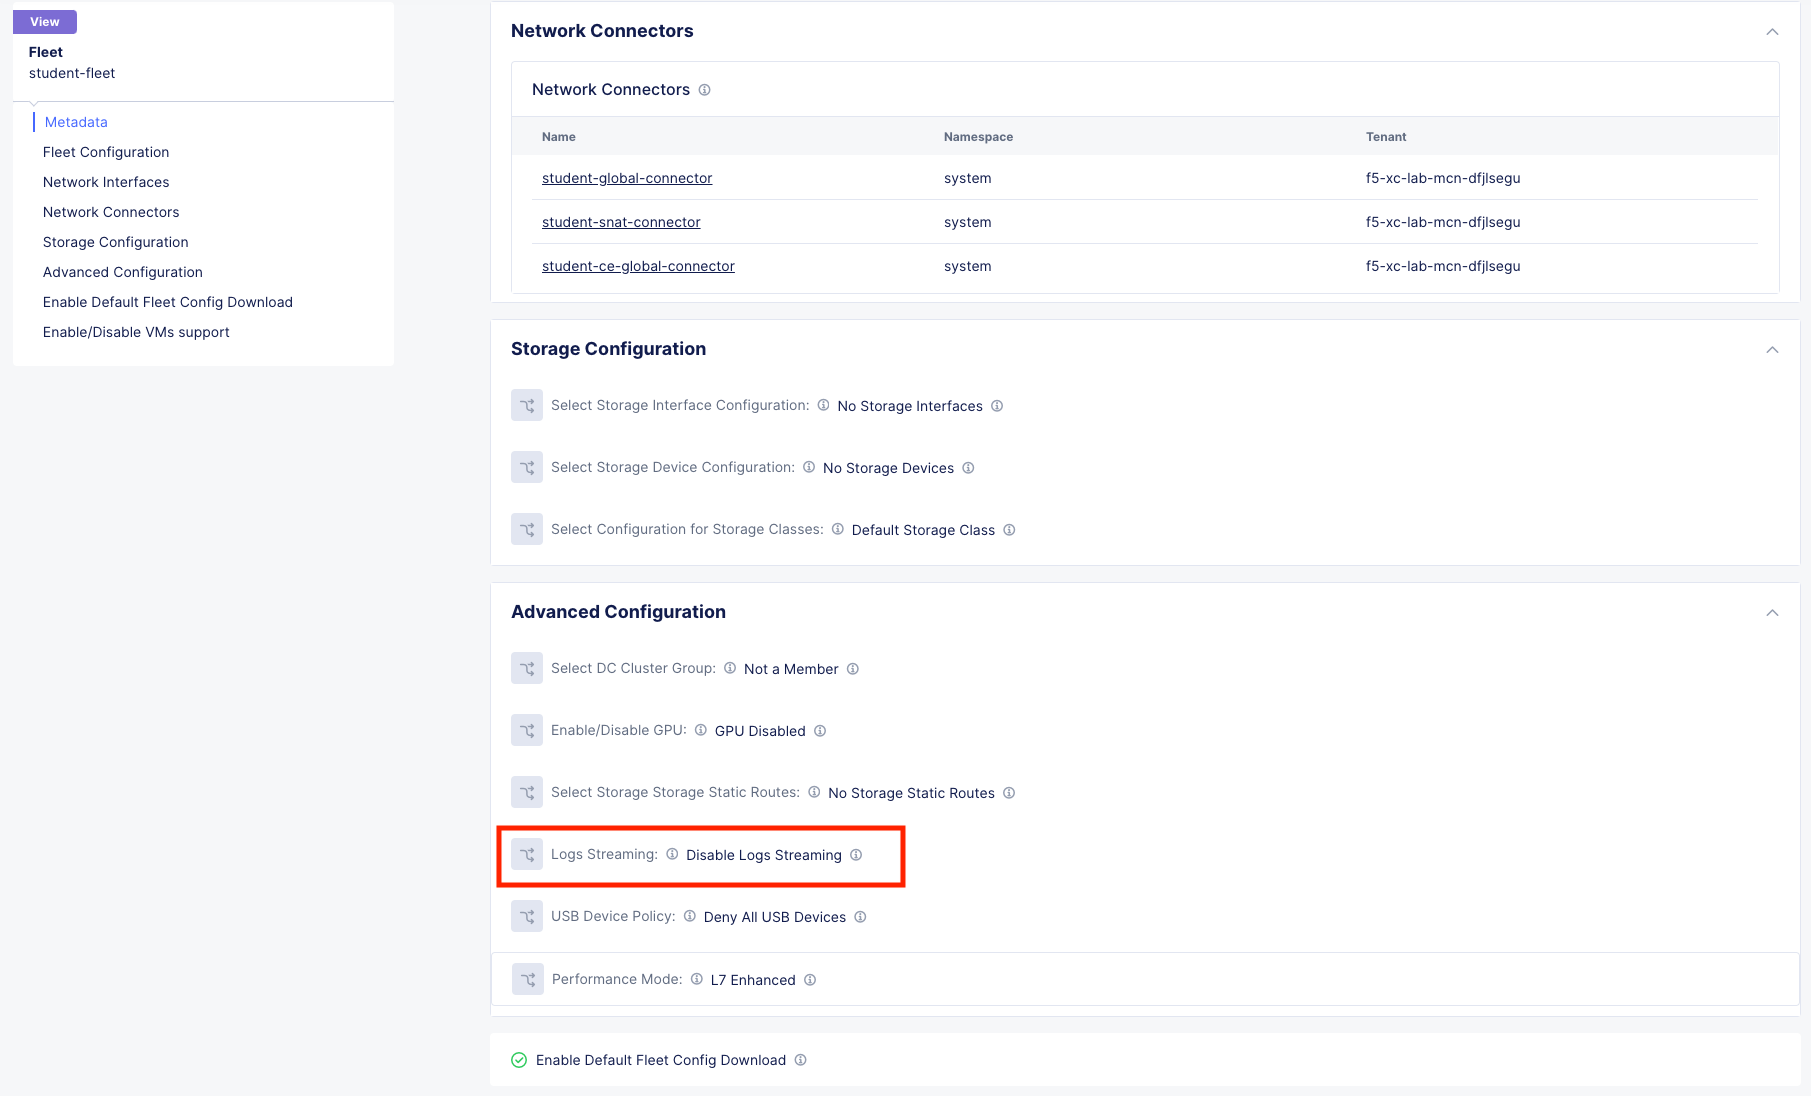 View
Fleet
student-fleet
Metadata
Fleet Configuration
Network Interfaces
Network Connectors
Storage Configuration
Advanced Configuration
Enable Default Fleet Config Download
Enable/Disable VMs support
Network Connectors
Network Connectors
Name Namespace Tenant
student-global-connector system f5-xc-lab-mcn-dfjlsegu
student-snat-connector system f5-xc-lab-mcn-dfjlsegu
student-ce-global-connector system f5-xc-lab-mcn-dfjlsegu
Storage Configuration
Select Storage Interface Configuration: No Storage Interfaces
Select Storage Device Configuration: No Storage Devices
Select Configuration for Storage Classes: Default Storage Class
Advanced Configuration
Select DC Cluster Group: Not a Member
Enable/Disable GPU: GPU Disabled
Select Storage Storage Static Routes: No Storage Static Routes
Logs Streaming: Disable Logs Streaming
USB Device Policy: Deny All USB Devices
Performance Mode: L7 Enhanced
Enable Default Fleet Config Download